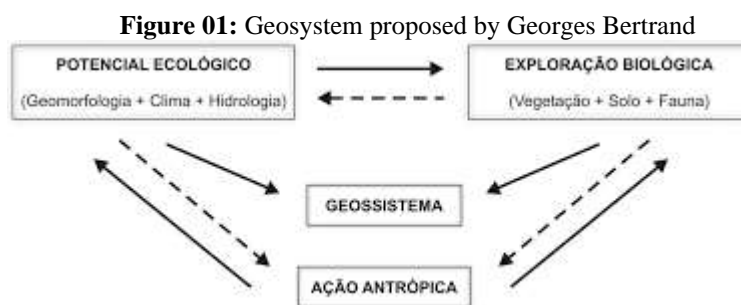 Figure 01: Geosystem proposed by Georges Bertrand
POTENCIAL ECOLÓGICO
(Geomorfologia + Clima + Hidrologia)
EXPLORAÇÃO BIOLÓGICA
(Vegetação + Solo + Fauna)
GEOSSISTEMA
AÇÃO ANTRÓPICA